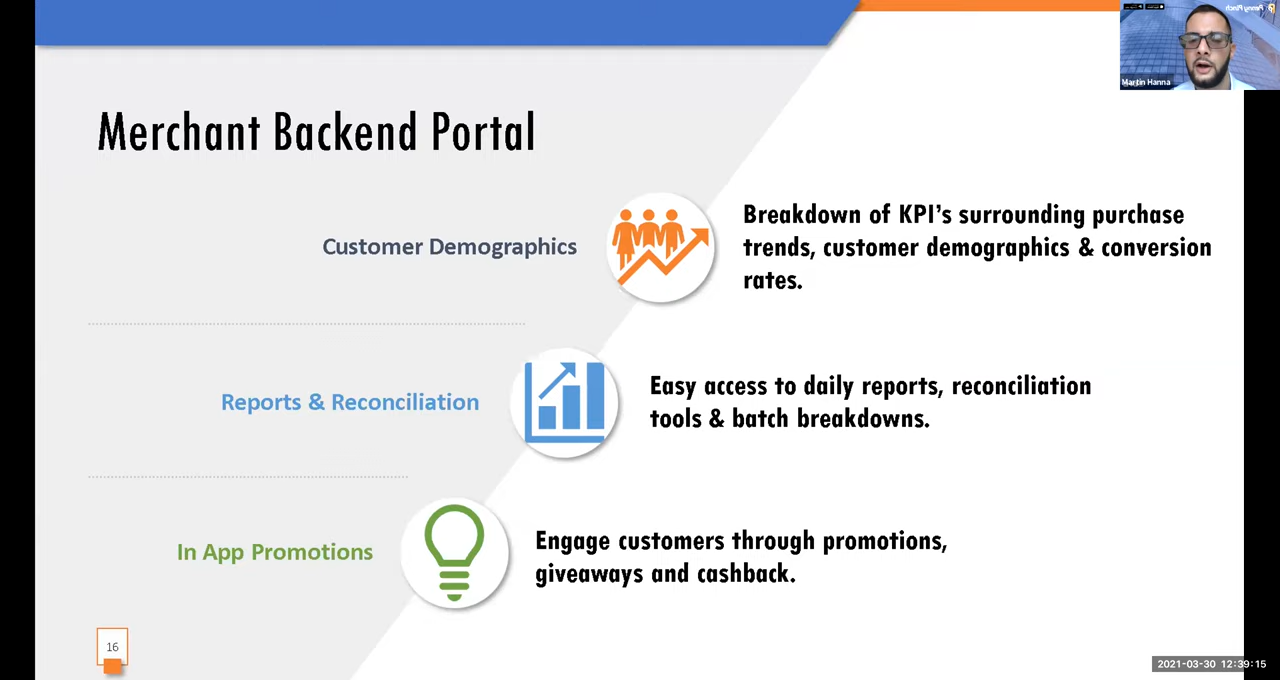 Merchant Backend Portal
Customer Demographics
Breakdown of KPI's surrounding purchase
trends, customer demographics & conversion
rates.
Reports & Reconciliation
Easy access to daily reports, reconciliation
tools & batch breakdowns.
In App Promotions
Engage customers through promotions,
giveaways and cashback.
16
Penny Pinch
Martin Hanna
2021-03-30 12:39:15